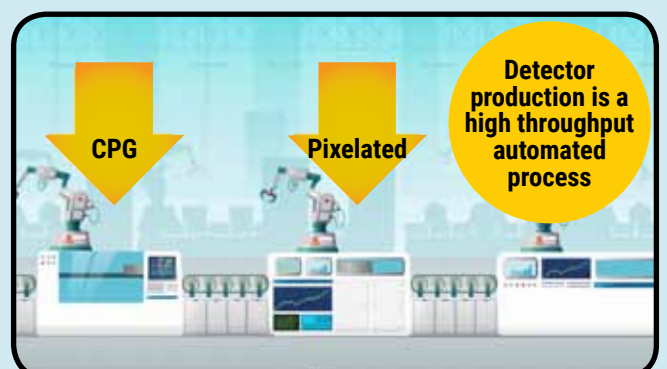 CPG
Pixelated
Detector
production is a
high throughput
automated
process